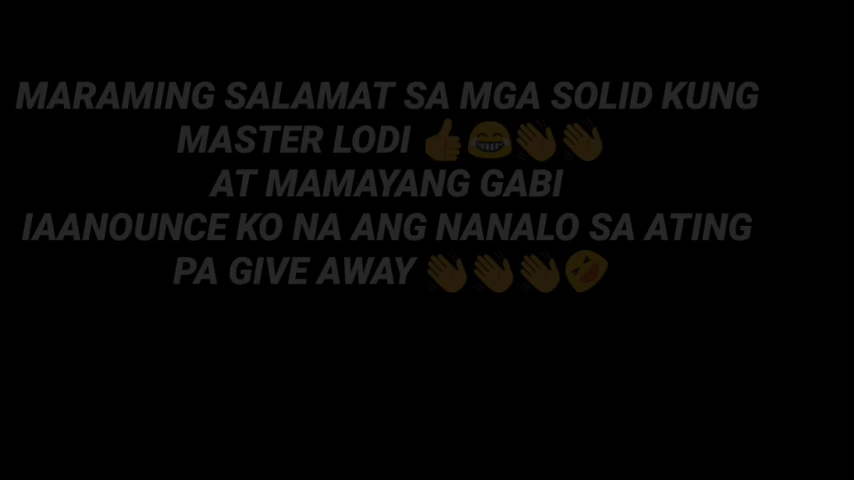 MARAMING SALAMAT SA MGA SOLID KUNG
MASTER LODI 👍😂👋👋
AT MAMAYANG GABI
IAANOUNCE KO NA ANG NANALO SA ATING
PA GIVE AWAY 👋👋👋🤣